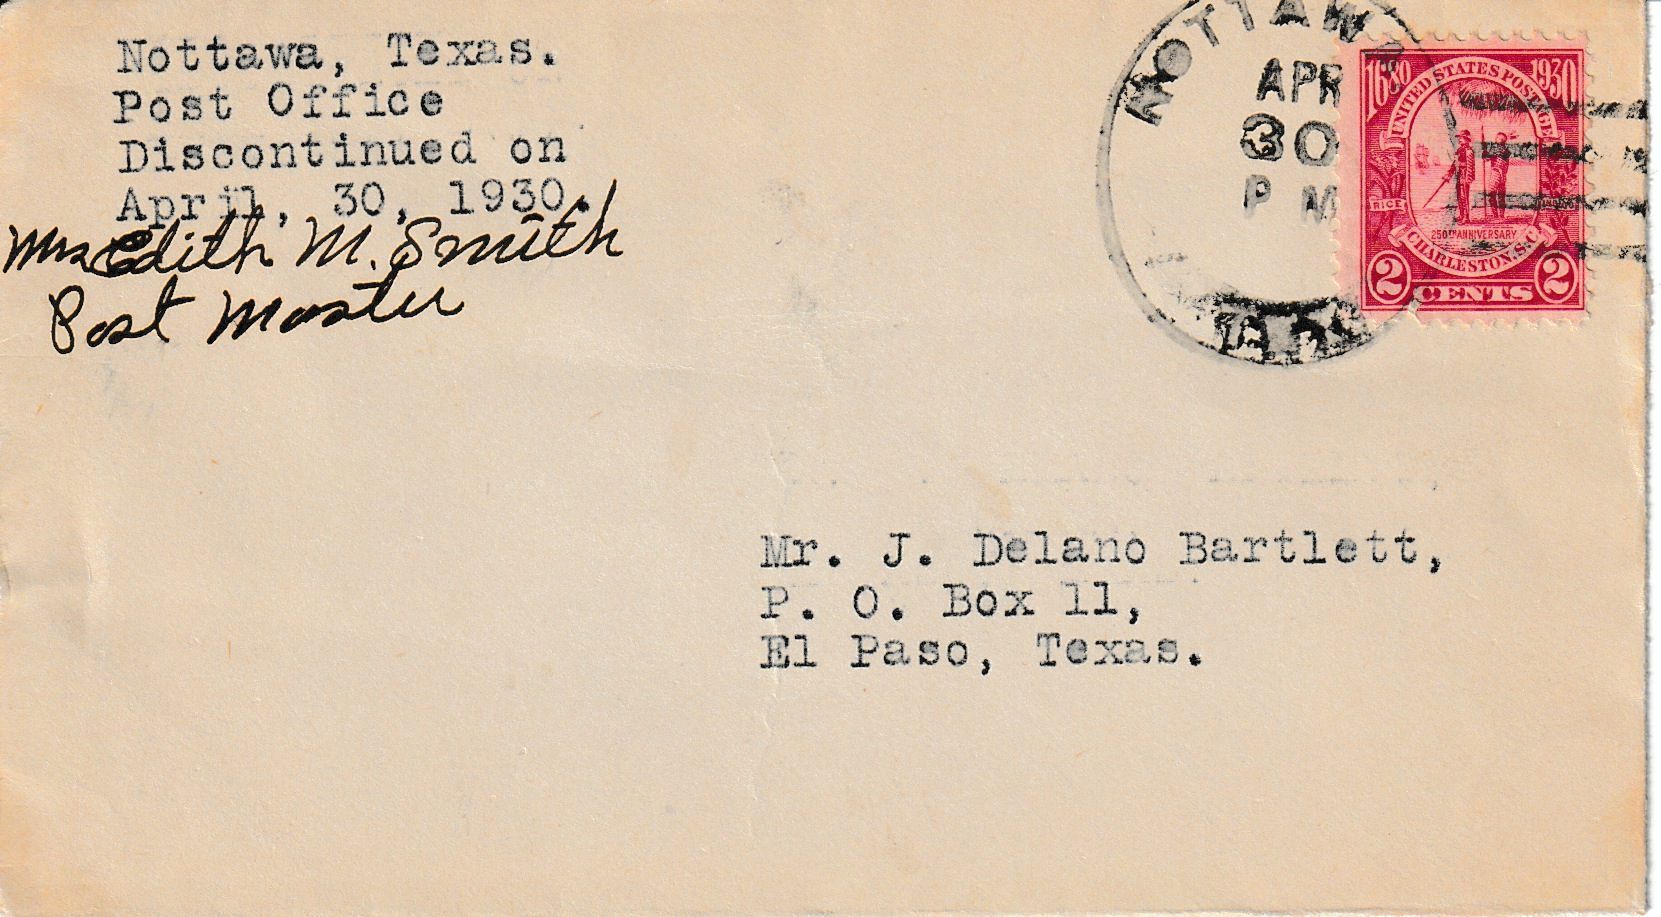 Nottawa, Texas.
Post Office
Discontinued on
April, 30, 1930.
Mrs Edith M. Smith
Post Master
NOTTAWA
APR
30
P M
1680 1930
UNITED STATES POSTAGE
RICE
250TH ANNIVERSARY
CHARLESTON, S.C.
2 CENTS 2
Mr. J. Delano Bartlett,
P. O. Box 11,
El Paso, Texas.